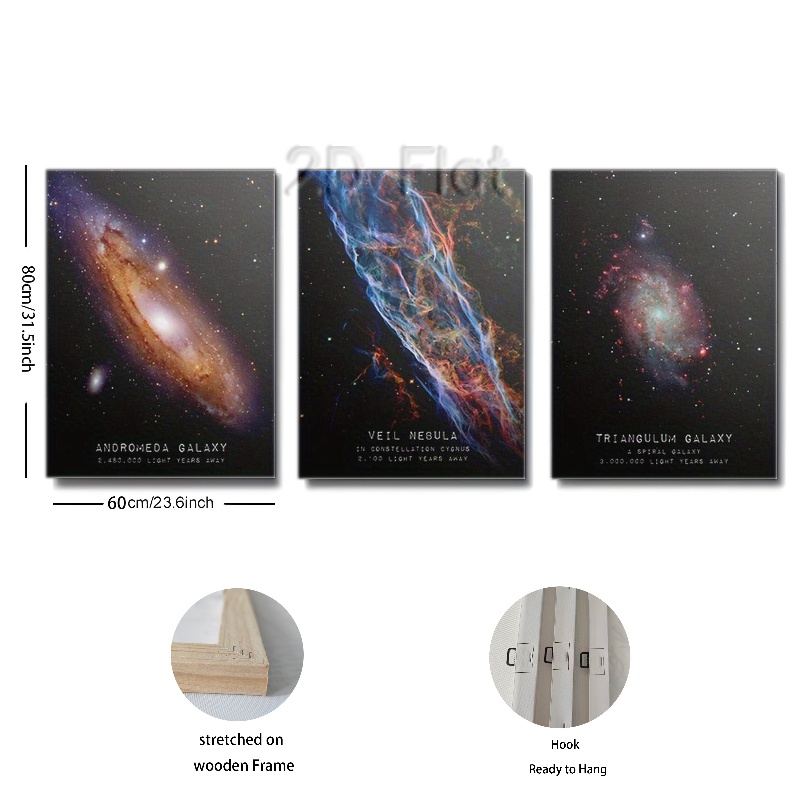 2D Flat
80cm/31.5inch
ANDROMEDA GALAXY
2.450.000 LIGHT YEARS AWAY
VEIL NEBULA
IN CONSTELLATION CYGNUS
2.100 LIGHT YEARS AWAY
TRIANGULUM GALAXY
A SPIRAL GALAXY
3.000.000 LIGHT YEARS AWAY
60cm/23.6inch
stretched on
wooden Frame
Hook
Ready to Hang